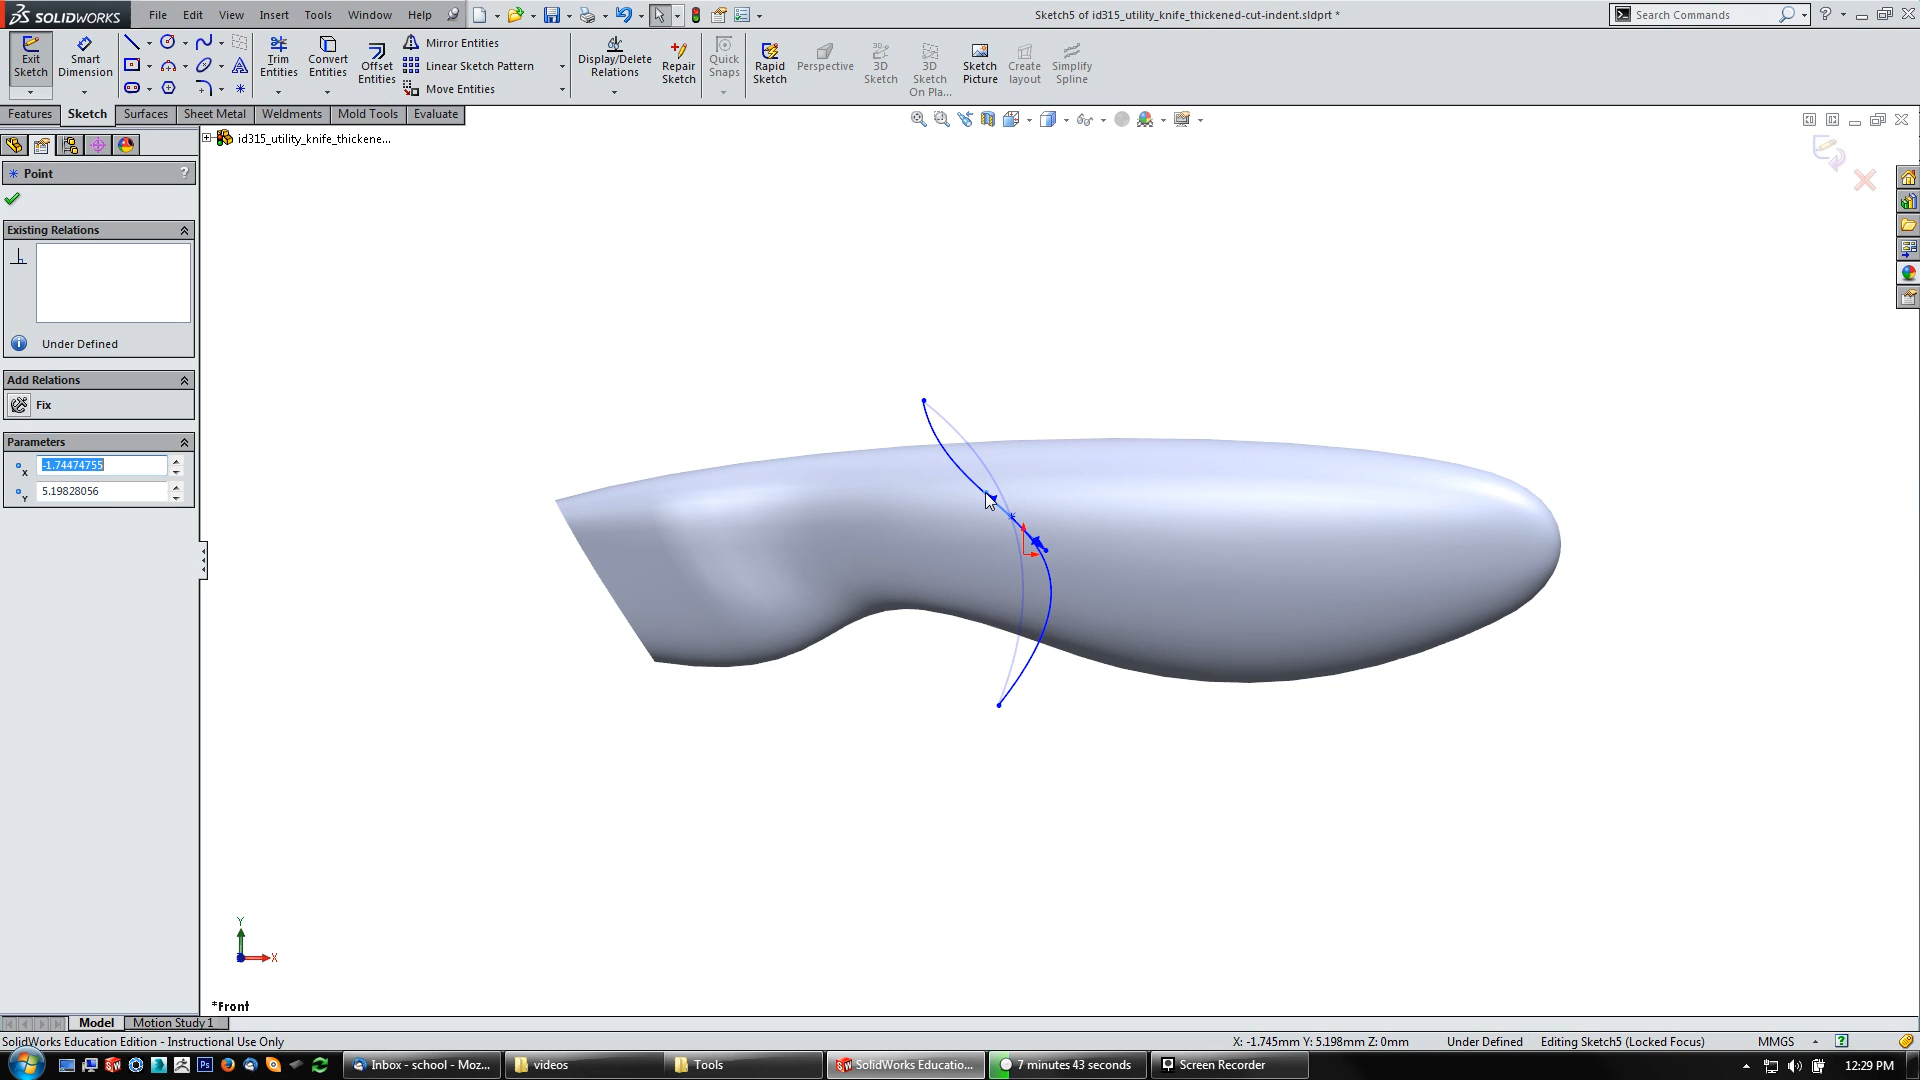 SOLIDWORKS
File Edit View Insert Tools Window Help
Sketch5 of id315_utility_knife_thickened-cut-indent.sldprt *
Search Commands
Exit Sketch
Smart Dimension
Trim Entities
Convert Entities
Offset Entities
Mirror Entities
Linear Sketch Pattern
Move Entities
Display/Delete Relations
Repair Sketch
Quick Snaps
Rapid Sketch
Perspective
3D Sketch
3D Sketch On Pla...
Sketch Picture
Create layout
Simplify Spline
Features Sketch Surfaces Sheet Metal Weldments Mold Tools Evaluate
id315_utility_knife_thickene...
Point
?
Existing Relations
Under Defined
Add Relations
Fix
Parameters
X -1.74474755
Y 5.19828056
Y
X
*Front
Model Motion Study 1
SolidWorks Education Edition - Instructional Use Only
X: -1.745mm Y: 5.198mm Z: 0mm
Under Defined
Editing Sketch5 (Locked Focus)
MMGS
Inbox - school - Moz...
videos
Tools
SolidWorks Educatio...
7 minutes 43 seconds
Screen Recorder
12:29 PM